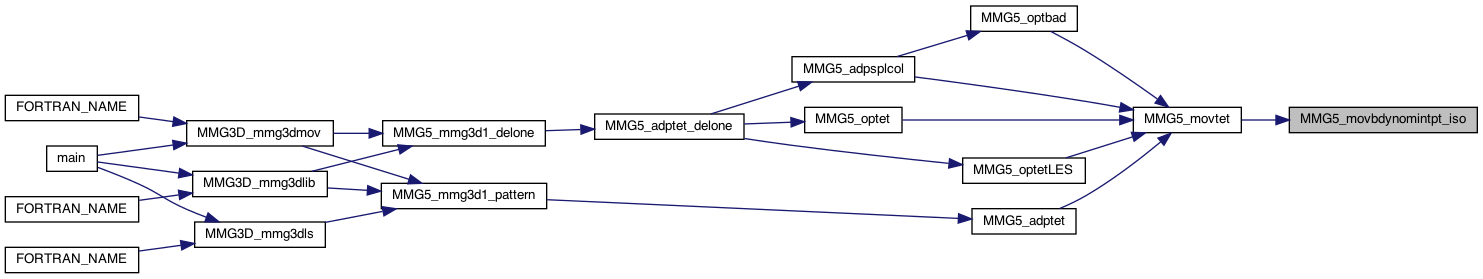 MMG5_optbad
MMG5_adpsplcol
FORTRAN_NAME
MMG5_optet
MMG5_movtet
MMG5_movbdynomintpt_iso
MMG5_adptet_delone
MMG3D_mmg3dmov
MMG5_mmg3d1_delone
main
MMG5_optetLES
MMG3D_mmg3dlib
MMG5_mmg3d1_pattern
FORTRAN_NAME
MMG5_adptet
MMG3D_mmg3dls
FORTRAN_NAME